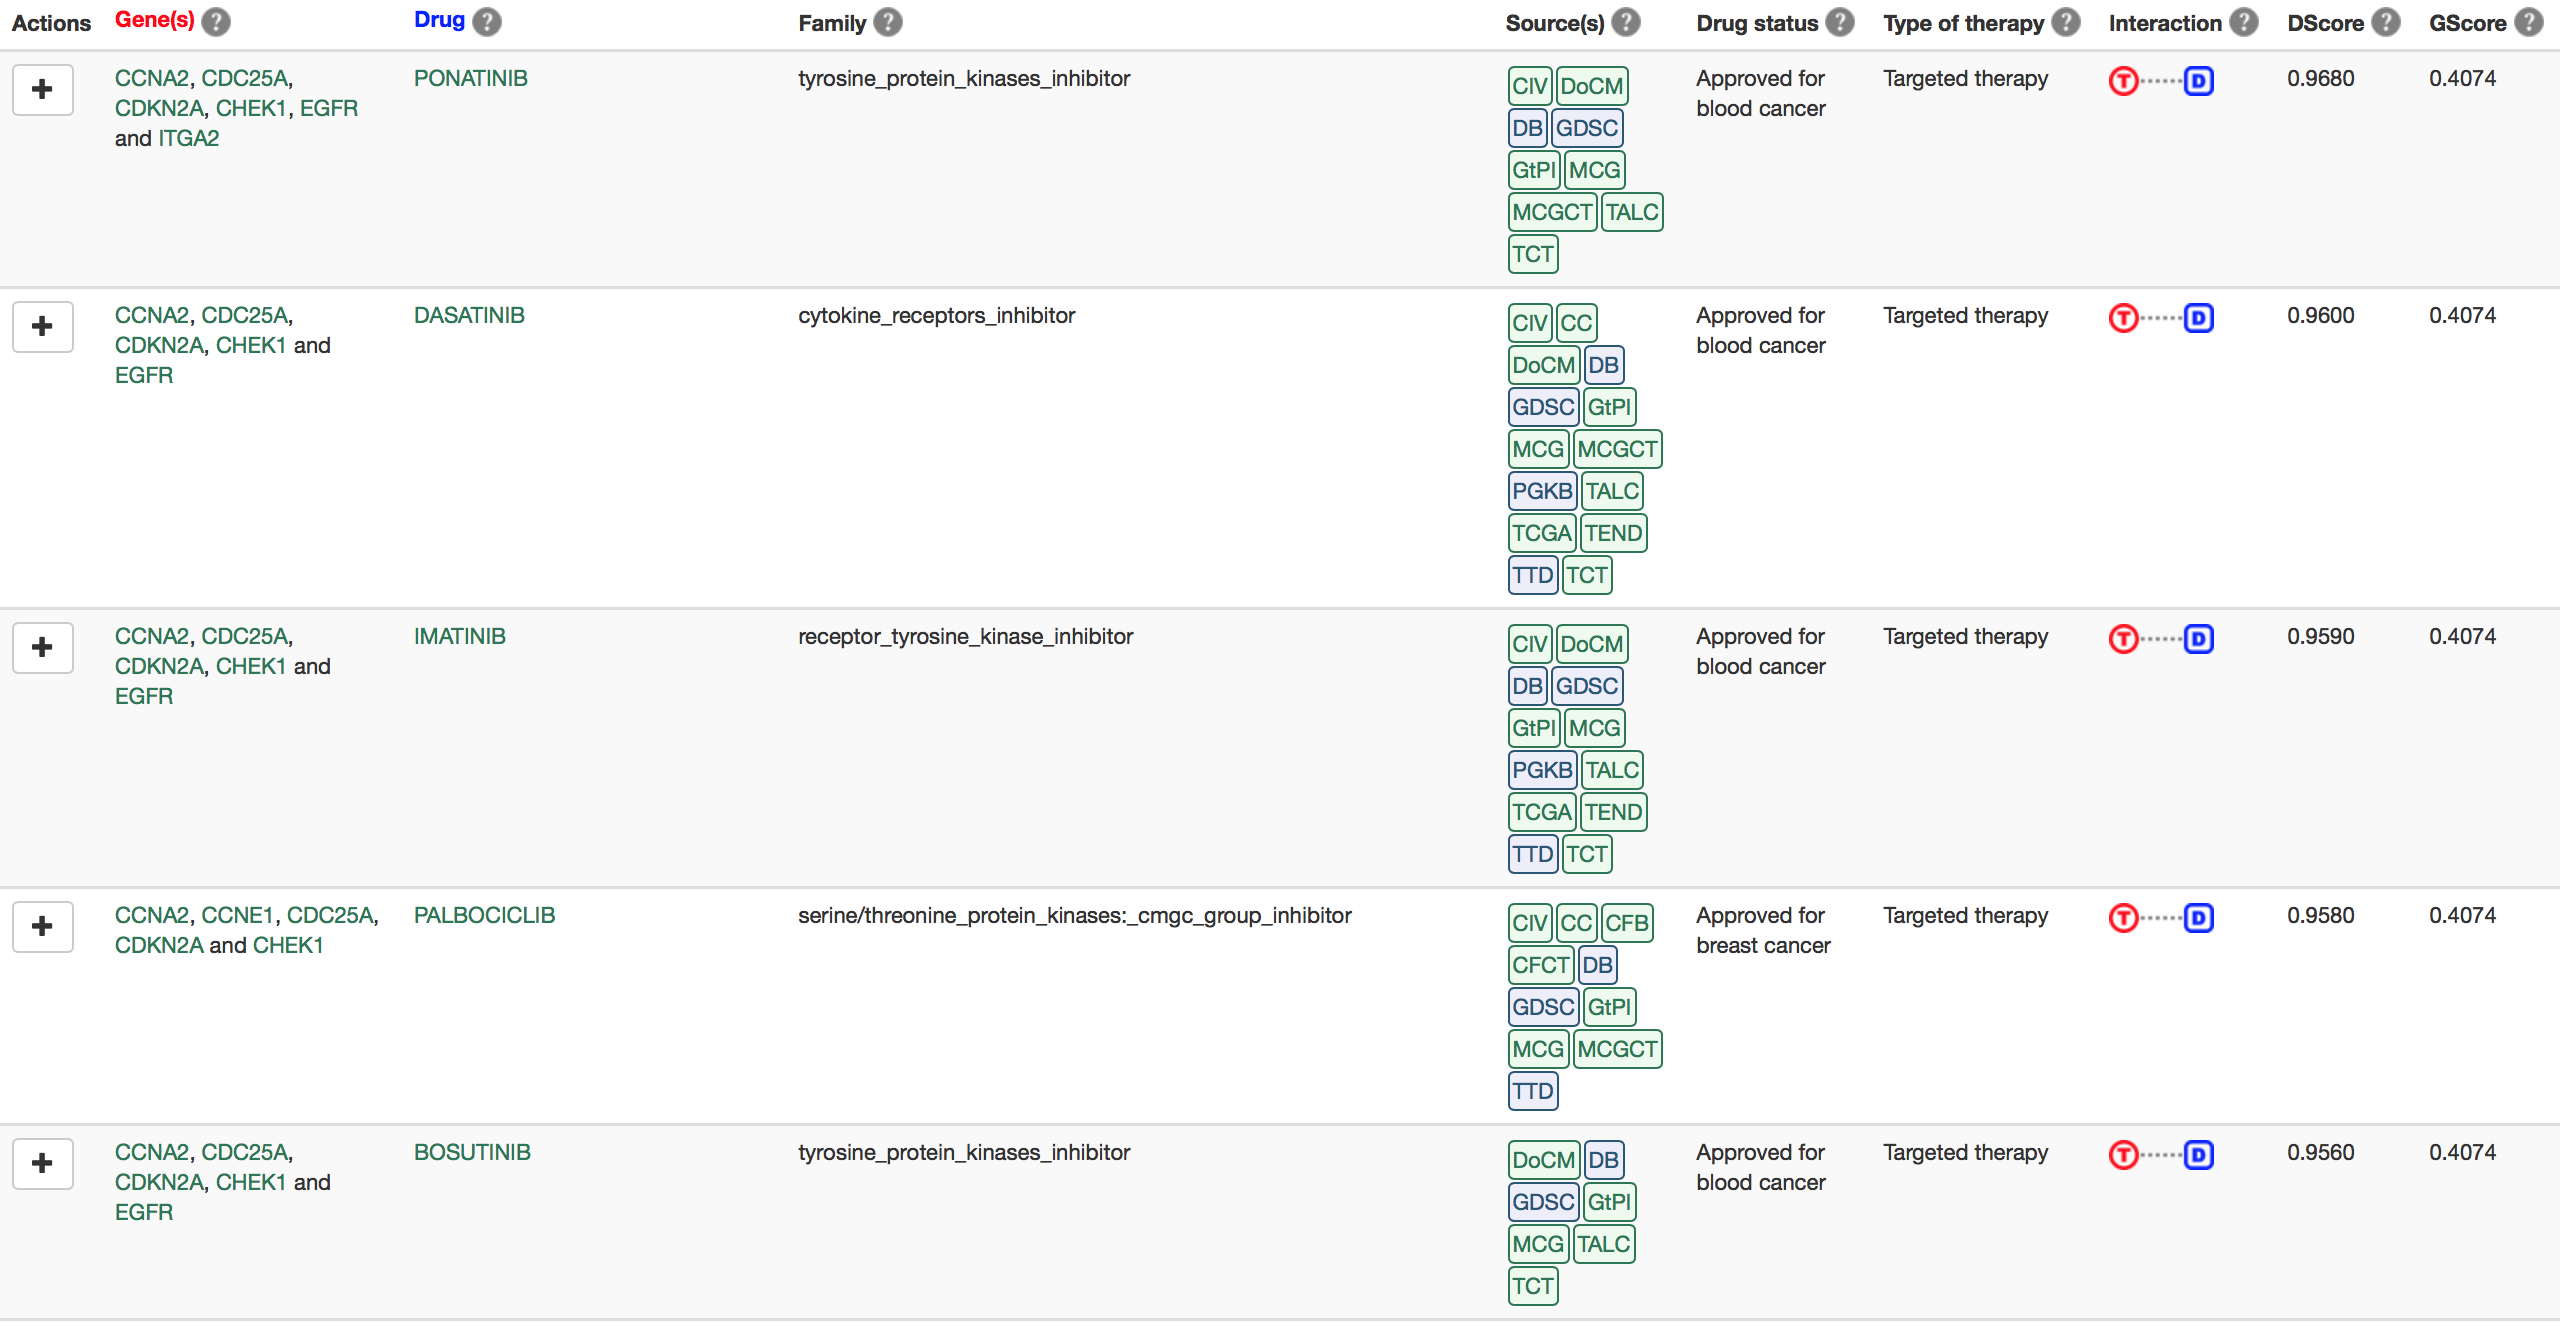 Actions Gene(s) ? Drug ? Family ? Source(s) ? Drug status ? Type of therapy ? Interaction ? DScore ? GScore ?
+ CCNA2, CDC25A, PONATINIB tyrosine_protein_kinases_inhibitor CIV DoCM Approved for Targeted therapy T D 0.9680 0.4074
CDKN2A, CHEK1, EGFR DB GDSC blood cancer
and ITGA2
GtPl MCG
MCGCT TALC
TCT
+ CCNA2, CDC25A, DASATINIB cytokine_receptors_inhibitor CIV CC Approved for Targeted therapy T D 0.9600 0.4074
CDKN2A, CHEK1 and DoCM DB blood cancer
EGFR
GDSC GtPl
MCG MCGCT
PGKB TALC
TCGA TEND
TTD TCT
+ CCNA2, CDC25A, IMATINIB receptor_tyrosine_kinase_inhibitor CIV DoCM Approved for Targeted therapy T D 0.9590 0.4074
CDKN2A, CHEK1 and DB GDSC blood cancer
EGFR
GtPl MCG
PGKB TALC
TCGA TEND
TTD TCT
+ CCNA2, CCNE1, CDC25A, PALBOCICLIB serine/threonine_protein_kinases:_cmgc_group_inhibitor CIV CC CFB Approved for Targeted therapy T D 0.9580 0.4074
CDKN2A and CHEK1 CFCT DB breast cancer
GDSC GtPl
MCG MCGCT
TTD
+ CCNA2, CDC25A, BOSUTINIB tyrosine_protein_kinases_inhibitor DoCM DB Approved for Targeted therapy T D 0.9560 0.4074
CDKN2A, CHEK1 and GDSC GtPl blood cancer
EGFR
MCG TALC
TCT